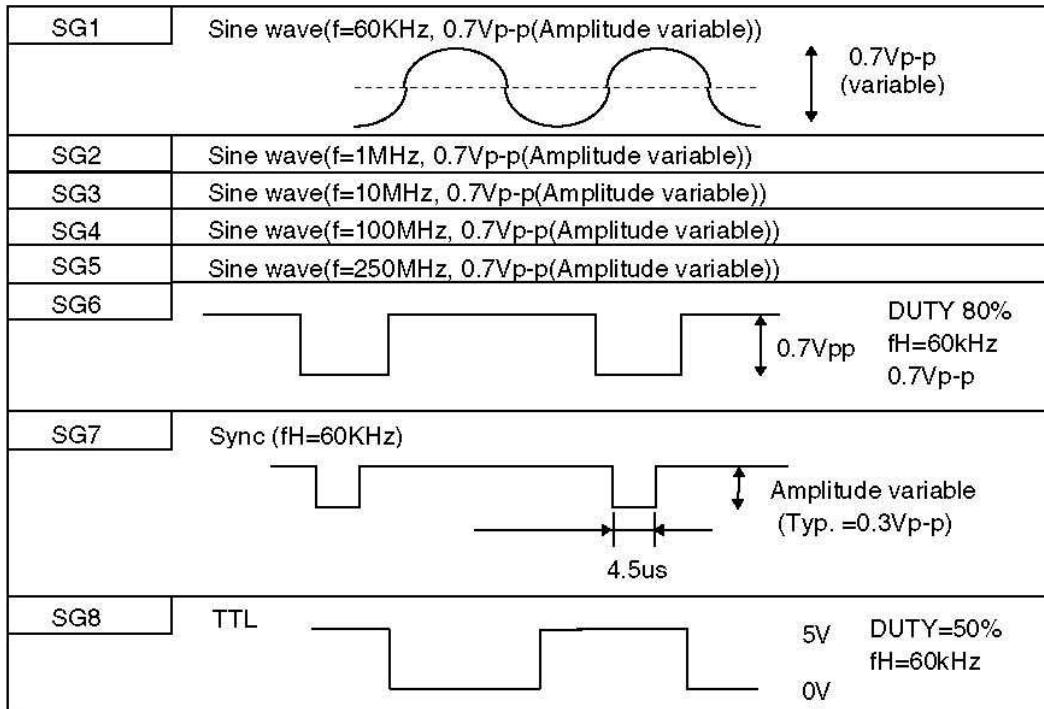 SG1 Sine wave(f=60KHz, 0.7Vp-p(Amplitude variable))
0.7Vp-p
(variable)
SG2 Sine wave(f=1MHz, 0.7Vp-p(Amplitude variable))
SG3 Sine wave(f=10MHz, 0.7Vp-p(Amplitude variable))
SG4 Sine wave(f=100MHz, 0.7Vp-p(Amplitude variable))
SG5 Sine wave(f=250MHz, 0.7Vp-p(Amplitude variable))
SG6
DUTY 80%
0.7Vpp
fH=60kHz
0.7Vp-p
SG7 Sync (fH=60KHz)
Amplitude variable
(Typ. =0.3Vp-p)
4.5us
SG8 TTL
5V DUTY=50%
fH=60kHz
0V